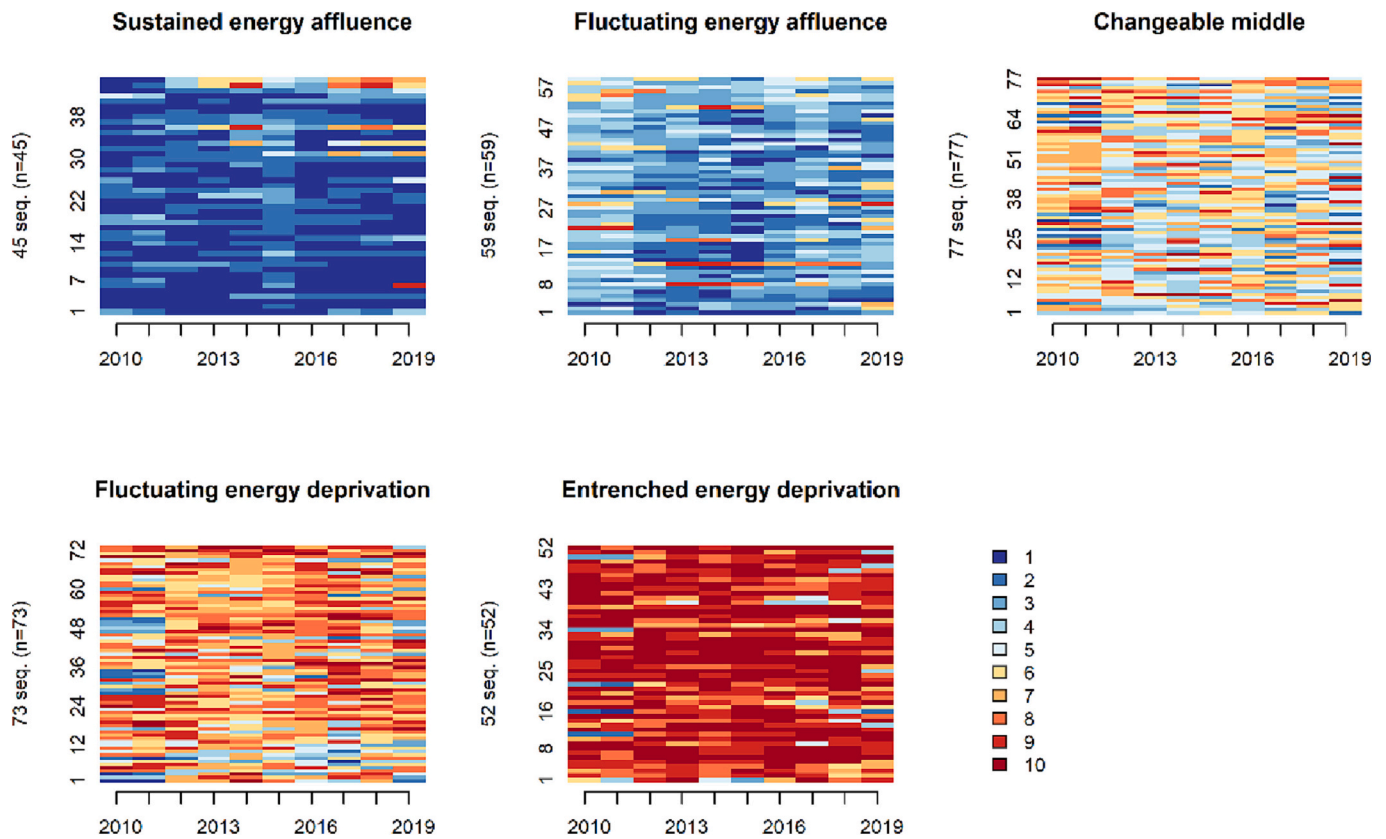 Sustained energy affluence
45 seq. (n=45)
38
30
22
14
7
1
2010 2013 2016 2019
Fluctuating energy affluence
59 seq. (n=59)
57
47
37
27
17
8
1
2010 2013 2016 2019
Changeable middle
77 seq. (n=77)
77
64
51
38
25
12
1
2010 2013 2016 2019
Fluctuating energy deprivation
73 seq. (n=73)
72
60
48
36
24
12
1
2010 2013 2016 2019
Entrenched energy deprivation
52 seq. (n=52)
52
43
34
25
16
8
1
2010 2013 2016 2019
1
2
3
4
5
6
7
8
9
10